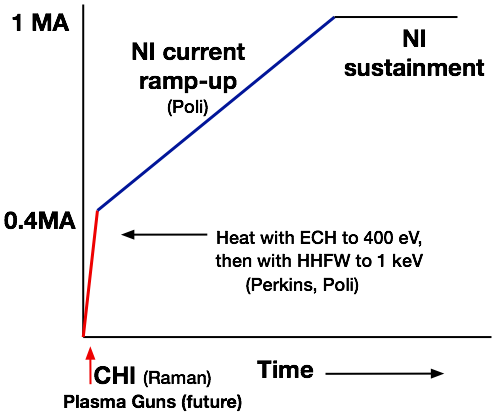 1 MA
NI current
ramp-up
(Poli)
NI
sustainment
0.4MA
Heat with ECH to 400 eV,
then with HHFW to 1 keV
(Perkins, Poli)
CHI (Raman)
Time
Plasma Guns (future)